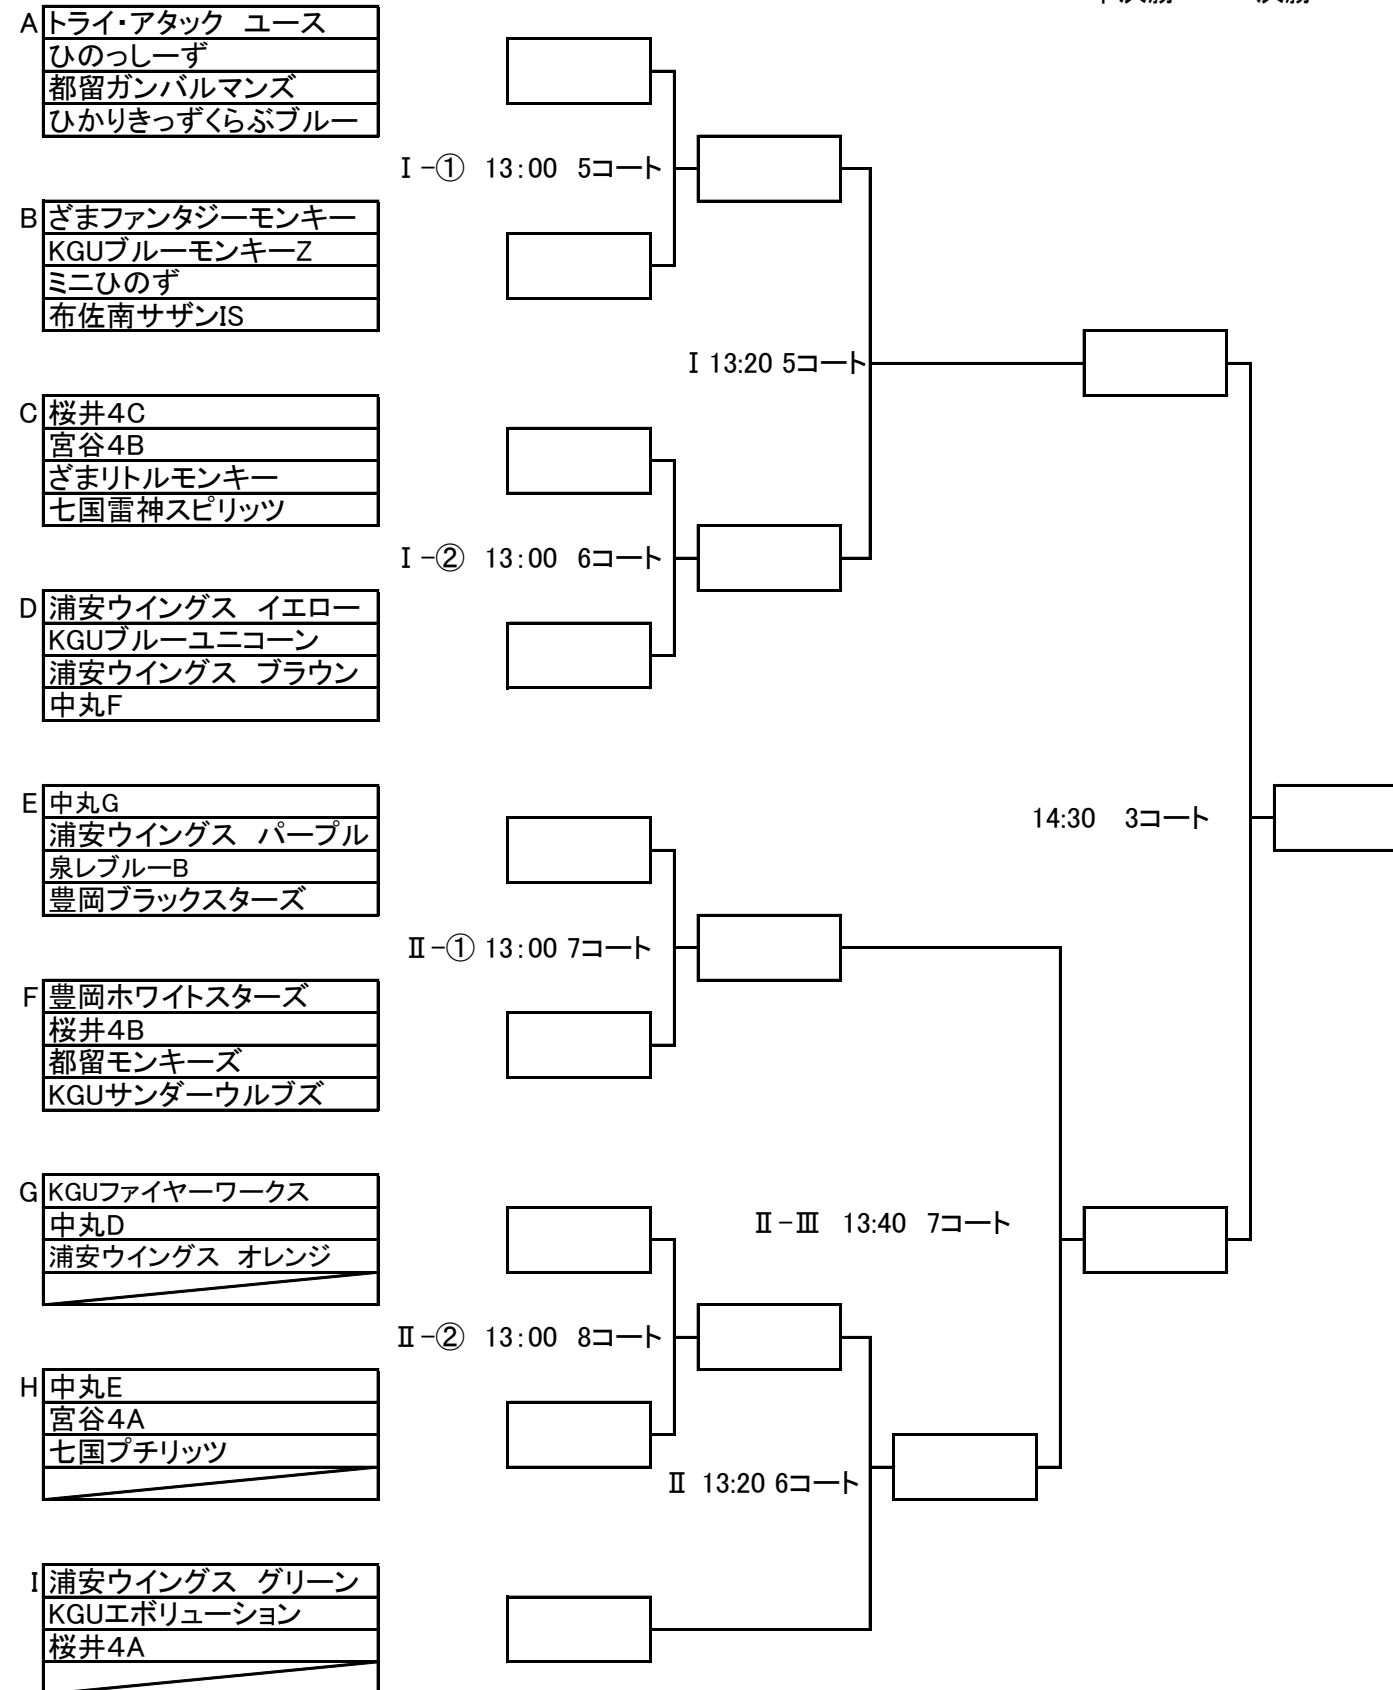 A トライ・アタック　ユース
ひのっしーず
都留ガンバルマンズ
ひかりきっずくらぶブルー
Ⅰ-① 13:00 5コート
B ざまファンタジーモンキー
KGUブルーモンキーZ
ミニひのず
布佐南サザンIS
Ⅰ 13:20 5コート
C 桜井4C
宮谷4B
ざまリトルモンキー
七国雷神スピリッツ
Ⅰ-② 13:00 6コート
D 浦安ウイングス　イエロー
KGUブルーユニコーン
浦安ウイングス　ブラウン
中丸F
E 中丸G
浦安ウイングス　パープル
泉レブルーB
豊岡ブラックスターズ
14:30 3コート
Ⅱ-① 13:00 7コート
F 豊岡ホワイトスターズ
桜井4B
都留モンキーズ
KGUサンダーウルブズ
G KGUファイヤーワークス
中丸D
浦安ウイングス　オレンジ
Ⅱ-Ⅲ 13:40 7コート
Ⅱ-② 13:00 8コート
H 中丸E
宮谷4A
七国プチリッツ
Ⅱ 13:20 6コート
I 浦安ウイングス　グリーン
KGUエボリューション
桜井4A